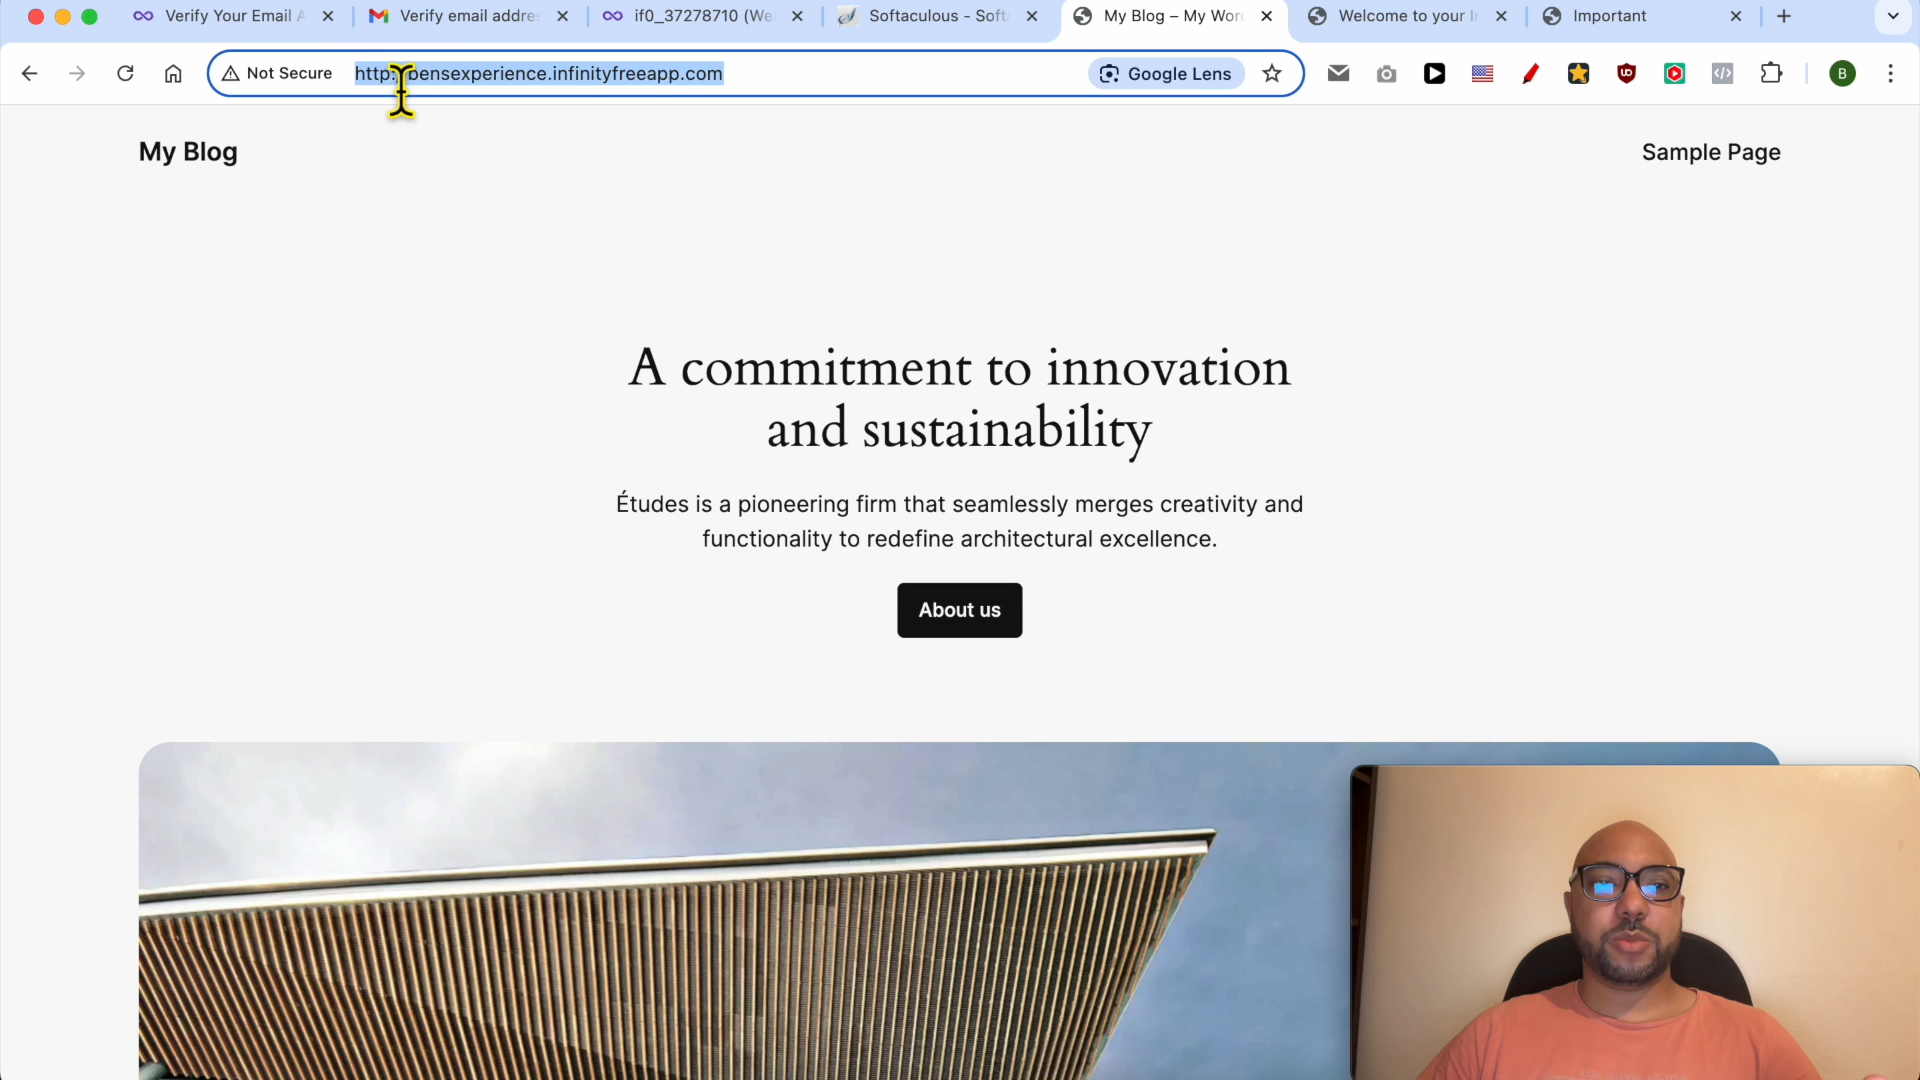 Verify Your Email A
Verify email addre
if0_37278710 (We
Softaculous - Soft
My Blog – My Wor
Welcome to your I
Important
Not Secure
bensexperience.infinityfreeapp.com
Google Lens
B
My Blog
Sample Page
A commitment to innovation
and sustainability
Études is a pioneering firm that seamlessly merges creativity and
functionality to redefine architectural excellence.
About us